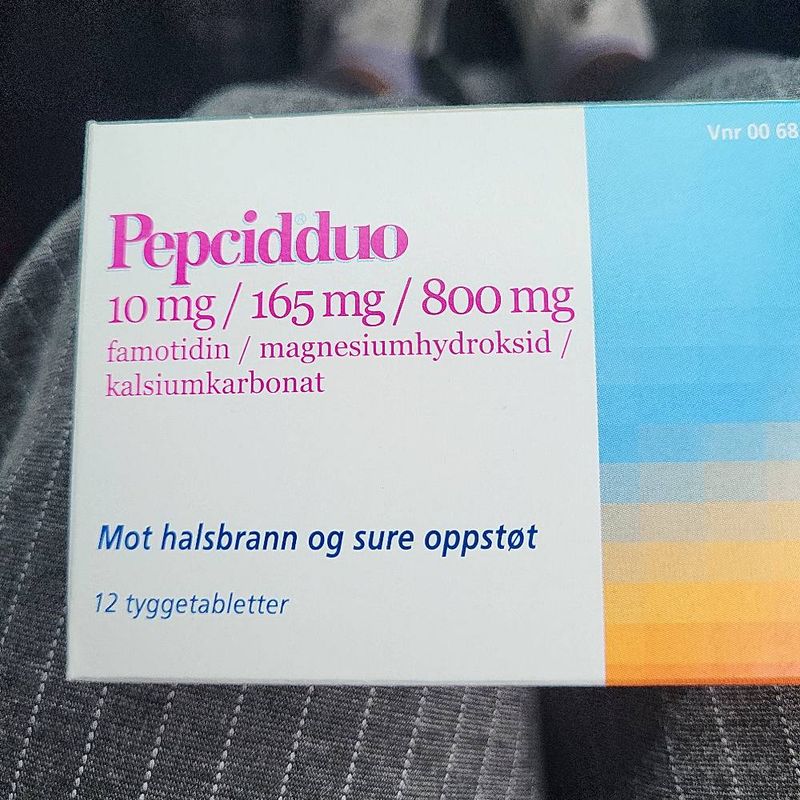 Vnr 00 68
Pepcidduo®
10 mg / 165 mg / 800 mg
famotidin / magnesiumhydroksid /
kalsiumkarbonat
Mot halsbrann og sure oppstøt
12 tyggetabletter